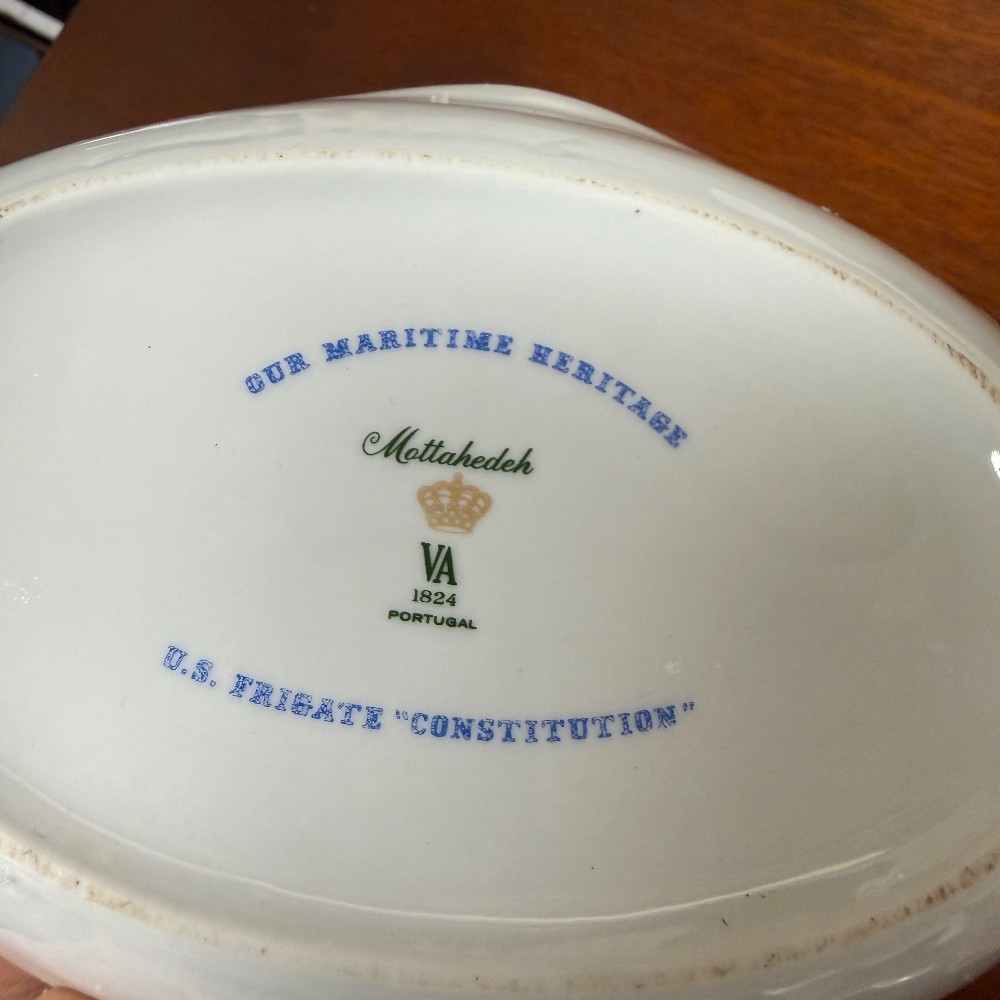 OUR MARITIME HERITAGE
Mottahedeh
VA
1824
PORTUGAL
U.S. FRIGATE "CONSTITUTION"